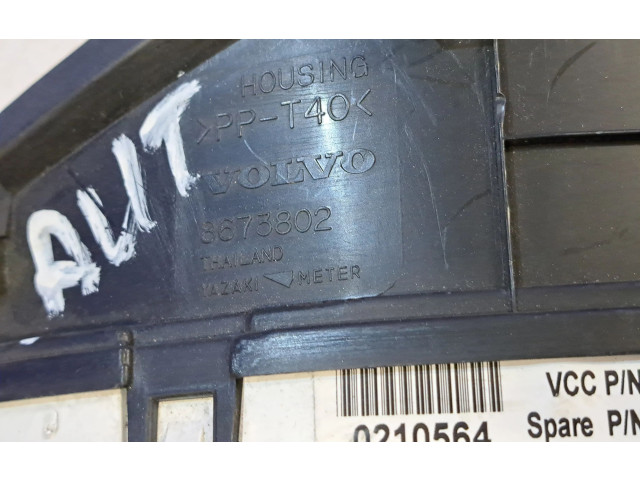 HOUSING
>PP-T40<
VOLVO
8673802
THAILAND
YAZAKI METER
AUT
VCC P/N
0210564
Spare P/N